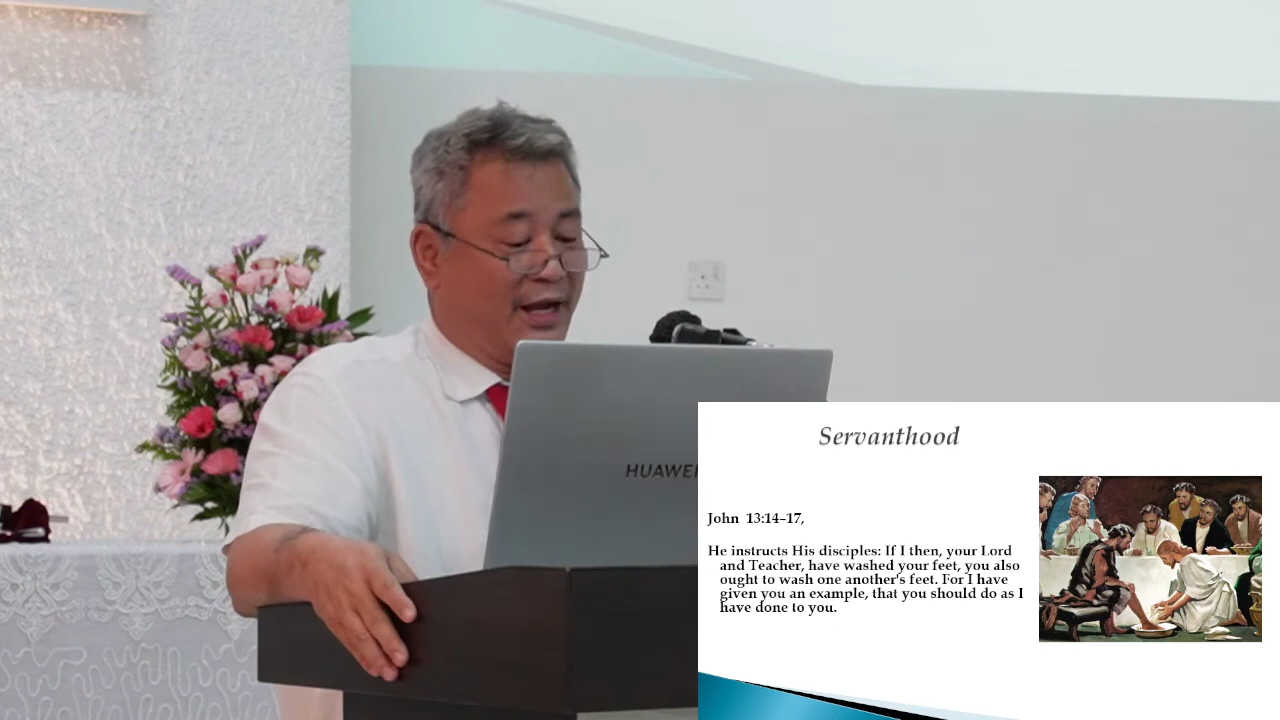 HUAWEI
Servanthood
John 13:14-17,
He instructs His disciples: If I then, your Lord
and Teacher, have washed your feet, you also
ought to wash one another's feet. For I have
given you an example, that you should do as I
have done to you.